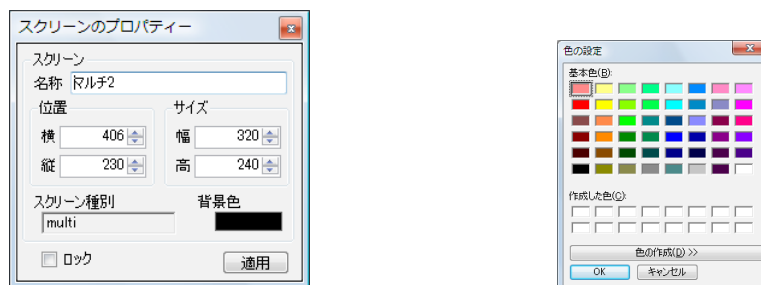 スクリーンのプロパティー
スクリーン
名称 マルチ2
位置 サイズ
横 406 幅 320
縦 230 高 240
スクリーン種別 背景色
multi
ロック 適用
色の設定
基本色(B):
作成した色(C):
色の作成(D) >>
OK キャンセル